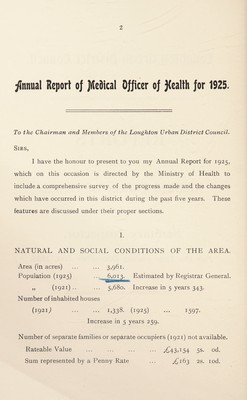 2
Annual Report of Medical Officer of Health for 1925.
To the Chairman and Members of the Loughton Urban District Council.
SIRS,
I have the honour to present to you my Annual Report for 1925,
which on this occasion is directed by the Ministry of Health to
include a comprehensive survey of the progress made and the changes
which have occurred in this district during the past five years. These
features are discussed under their proper sections.
I.
NATURAL AND SOCIAL CONDITIONS OF THE AREA.
Area (in acres) ... ... 3,961.
Population (1925) ... 6,013. Estimated by Registrar General.
„ (1921) .. ... 5,680. Increase in 5 years 343.
Number of inhabited houses
(1921) ... ... 1,338. (1925) ... 1597.
Increase in 5 years 259.
Number of separate families or separate occupiers (1921) not available.
Rateable Value ... ... ... ... £43,154 5s. 0d.
Sum represented by a Penny Rate ... ... £163 2s. 10d.